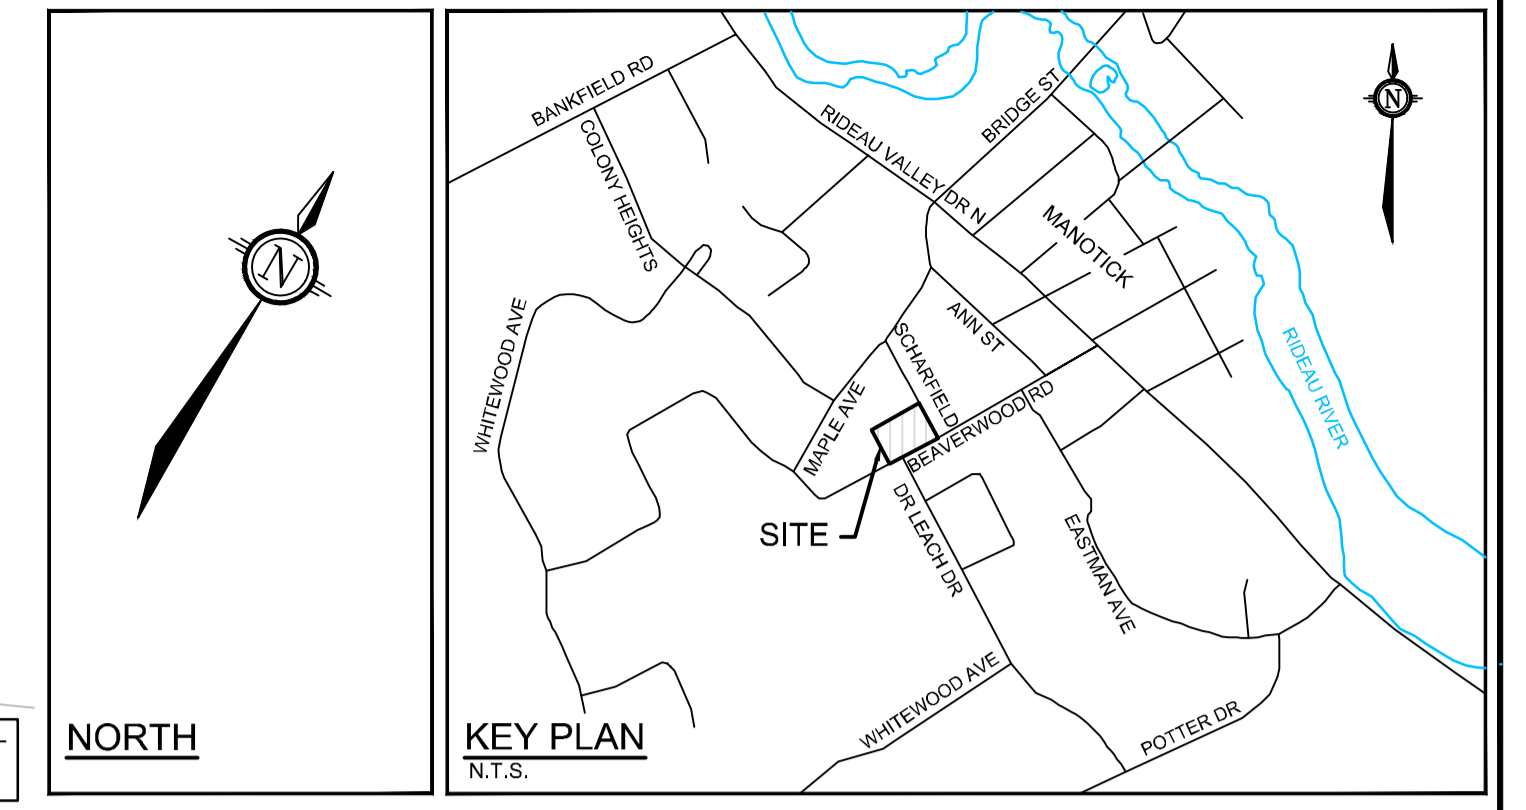 N
NORTH
BANKFIELD RD
COLONY HEIGHTS
RIDEAU VALLEY DR N
BRIDGE ST
N
MANOTICK
WHITEWOOD AVE
ANN ST
SCHARFIELD
RIDEAU RIVER
MAPLE AVE
BEAVERWOOD RD
SITE
DR LEACH DR
EASTMAN AVE
WHITEWOOD AVE
POTTER DR
KEY PLAN
N.T.S.